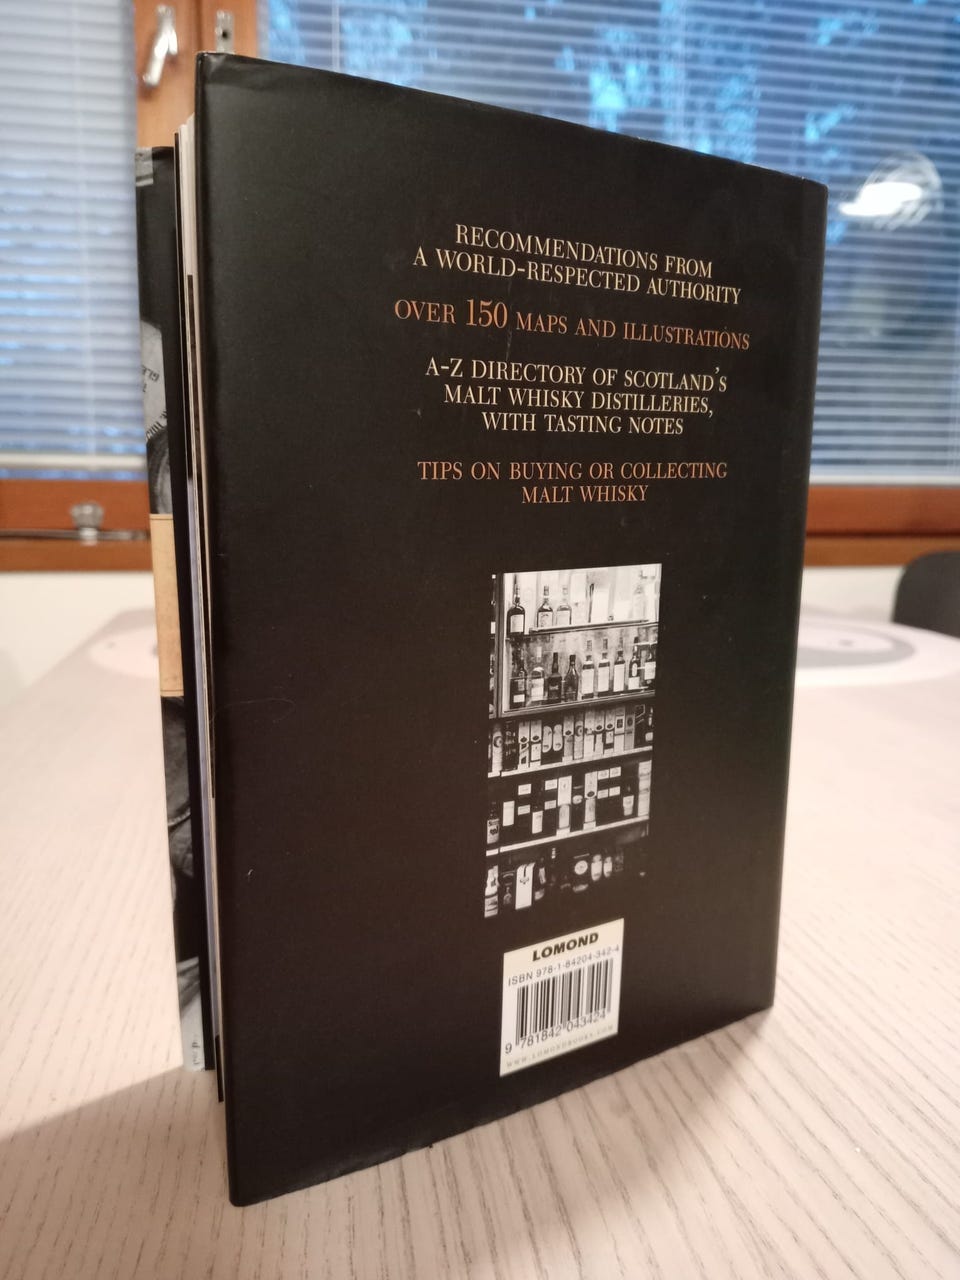 RECOMMENDATIONS FROM
A WORLD-RESPECTED AUTHORITY
OVER 150 MAPS AND ILLUSTRATIONS
A-Z DIRECTORY OF SCOTLAND'S
MALT WHISKY DISTILLERIES,
WITH TASTING NOTES
TIPS ON BUYING OR COLLECTING
MALT WHISKY
LOMOND
ISBN 978-1-84204-342-4
9 781842 043424
WWW.LOMONDBOOKS.COM